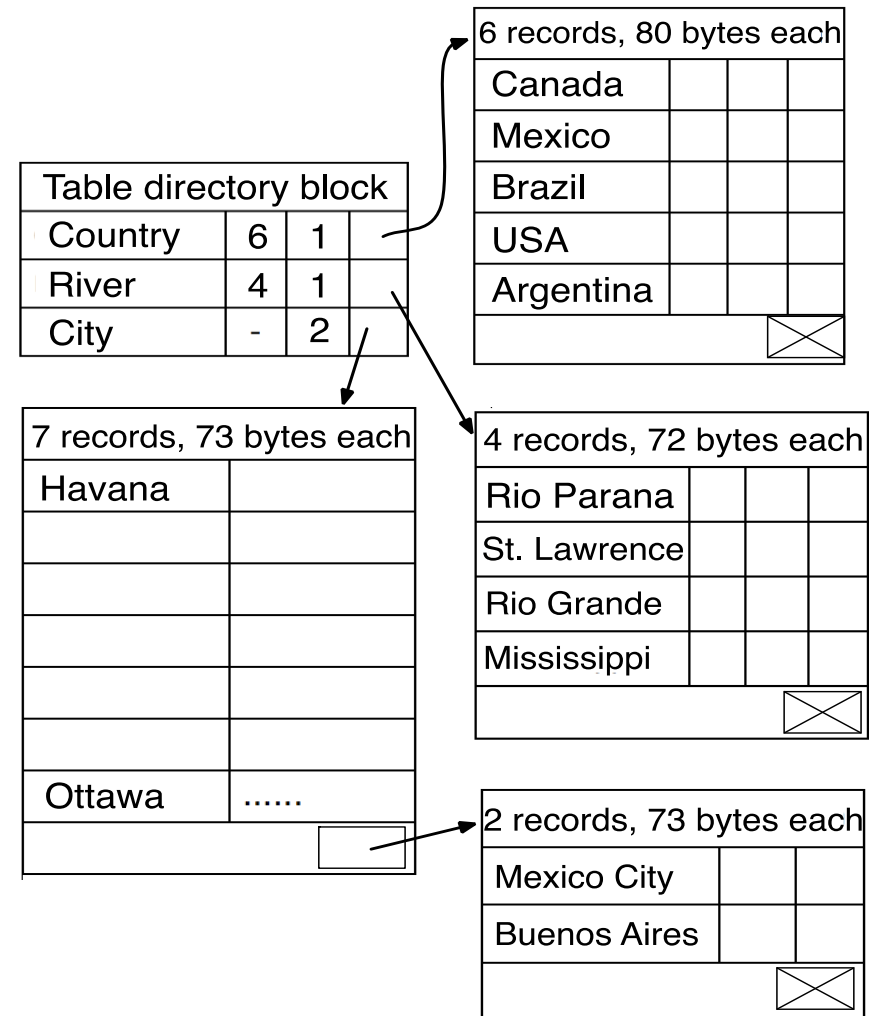 6 records, 80 bytes each
Canada
Mexico
Brazil
USA
Argentina
Table directory block
Country 6 1
River 4 1
City - 2
7 records, 73 bytes each
Havana
Ottawa ......
4 records, 72 bytes each
Rio Parana
St. Lawrence
Rio Grande
Mississippi
2 records, 73 bytes each
Mexico City
Buenos Aires